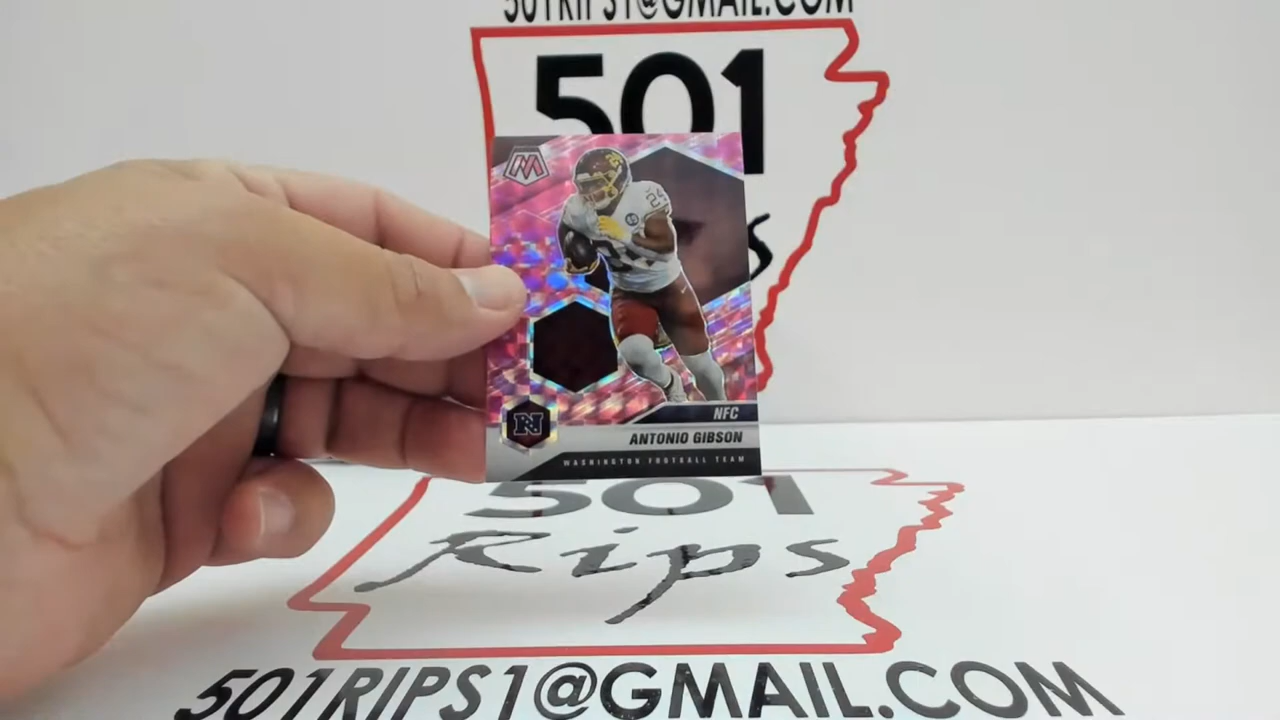 501RIPS1@GMAIL.COM
501
NFC
ANTONIO GIBSON
WASHINGTON FOOTBALL TEAM
501
Rips
501RIPS1@GMAIL.COM